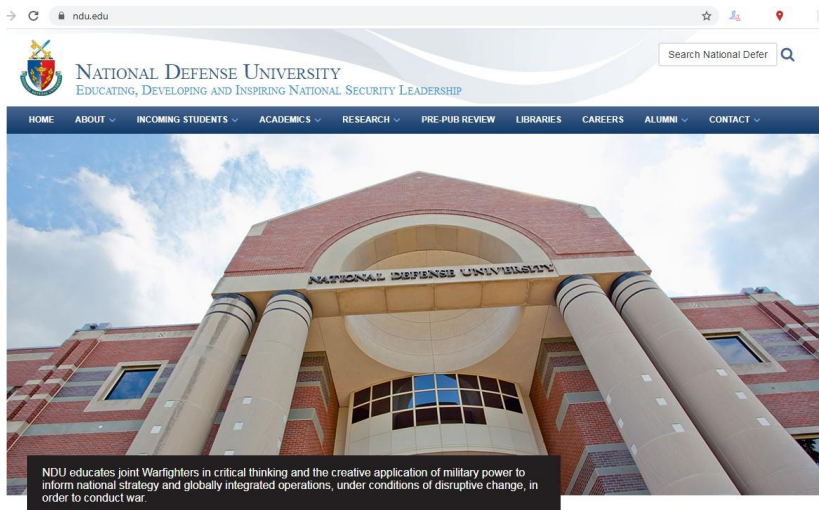 ndu.edu
Search National Defer
NATIONAL DEFENSE UNIVERSITY
EDUCATING, DEVELOPING AND INSPIRING NATIONAL SECURITY LEADERSHIP
HOME ABOUT INCOMING STUDENTS ACADEMICS RESEARCH PRE-PUB REVIEW LIBRARIES CAREERS ALUMNI CONTACT
NATIONAL DEFENSE UNIVERSITY
NDU educates joint Warfighters in critical thinking and the creative application of military power to
inform national strategy and globally integrated operations, under conditions of disruptive change, in
order to conduct war.